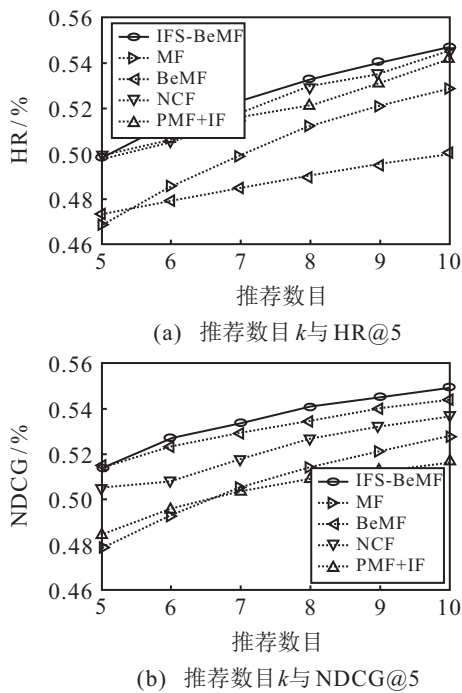 0.56
0.54
0.52
0.50
0.48
0.46
HR/%
IFS-BeMF
MF
BeMF
NCF
PMF+IF
5 6 7 8 9 10
推荐数目
(a) 推荐数目k与HR@5
0.56
0.54
0.52
0.50
0.48
0.46
NDCG/%
IFS-BeMF
MF
BeMF
NCF
PMF+IF
5 6 7 8 9 10
推荐数目
(b) 推荐数目k与NDCG@5